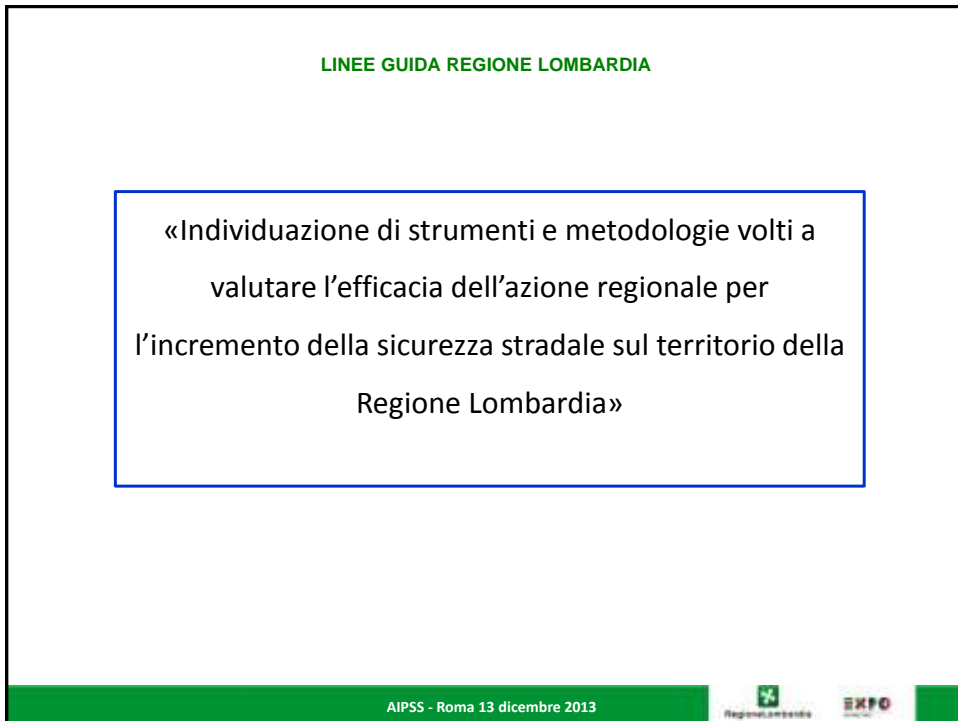 LINEE GUIDA REGIONE LOMBARDIA
«Individuazione di strumenti e metodologie volti a
valutare l'efficacia dell'azione regionale per
l'incremento della sicurezza stradale sul territorio della
Regione Lombardia»
AIPSS - Roma 13 dicembre 2013
RegioneLombardia
EXPO